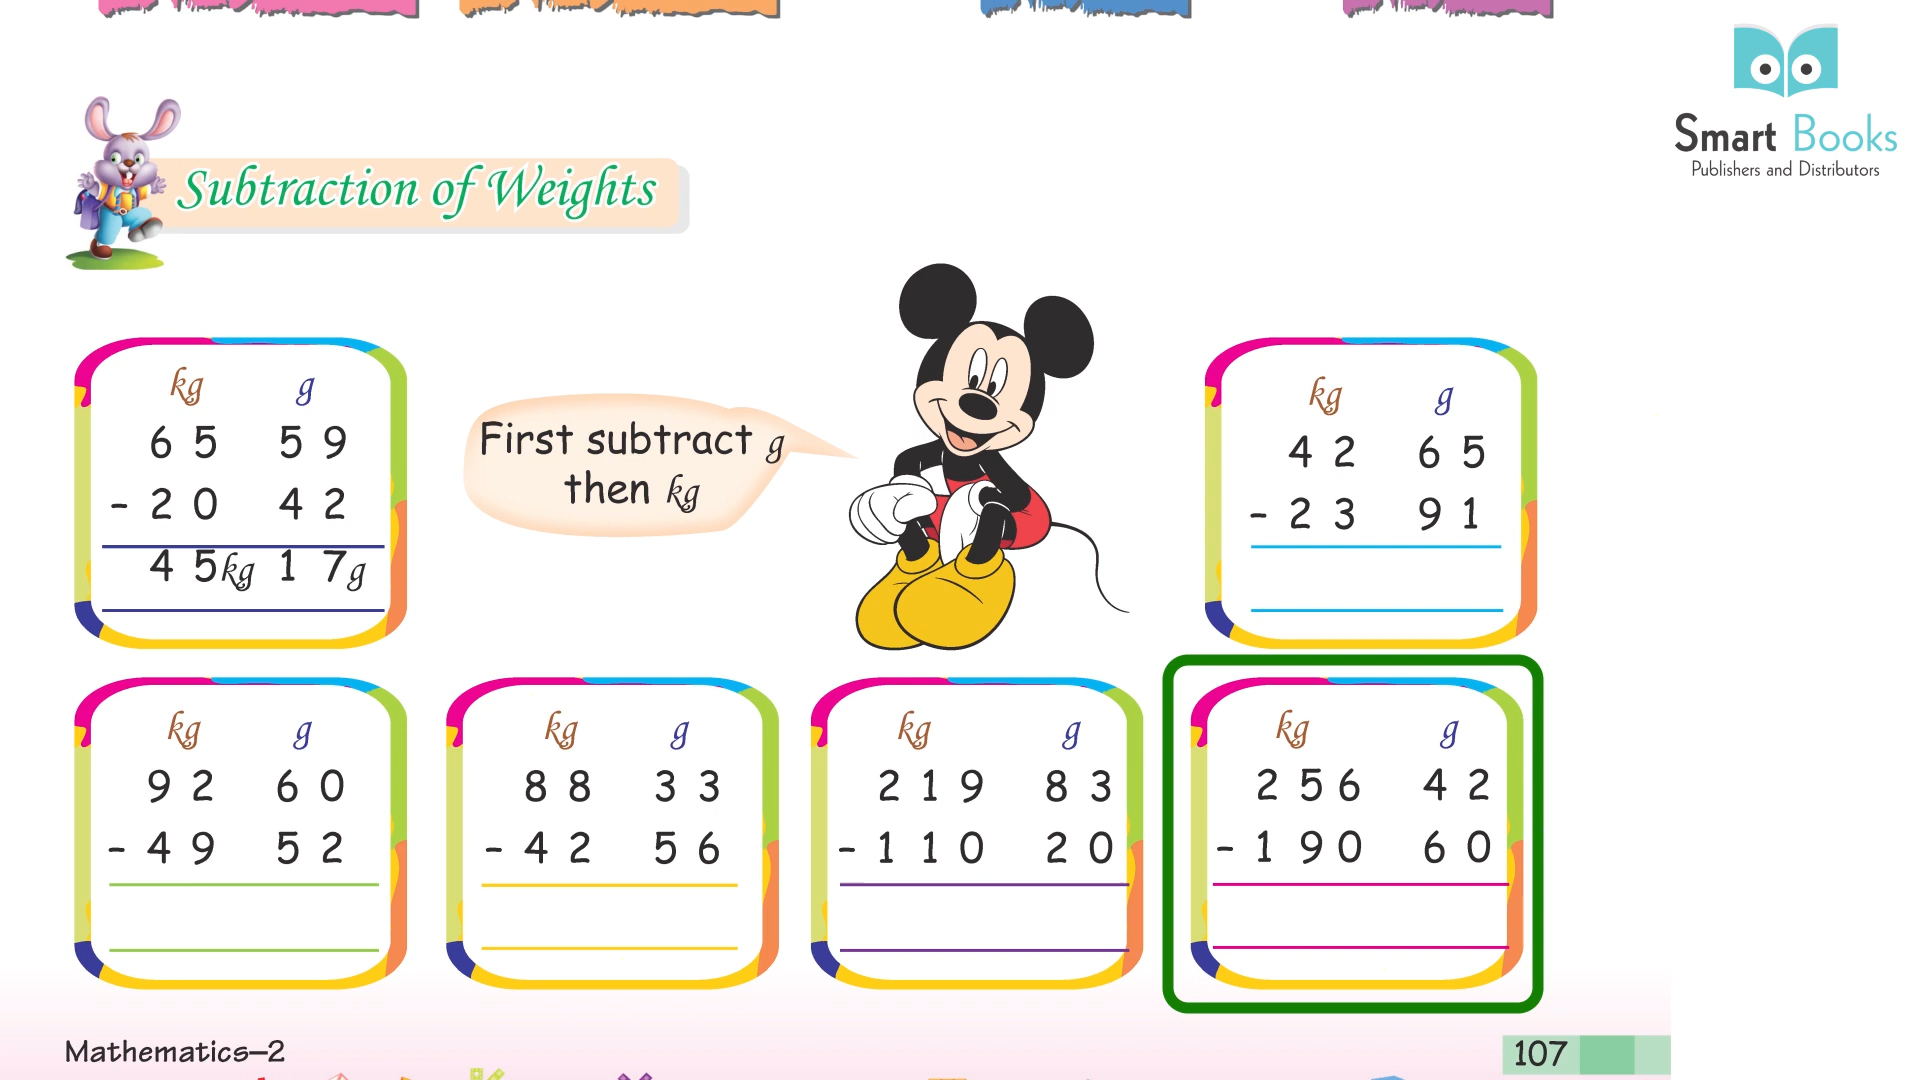 Smart Books
Publishers and Distributors
Subtraction of Weights
kg g
6 5 5 9
- 2 0 4 2
4 5kg 1 7g
First subtract g
then kg
kg g
4 2 6 5
- 2 3 9 1
kg g
9 2 6 0
- 4 9 5 2
kg g
8 8 3 3
- 4 2 5 6
kg g
2 1 9 8 3
- 1 1 0 2 0
kg g
2 5 6 4 2
- 1 9 0 6 0
Mathematics–2
107